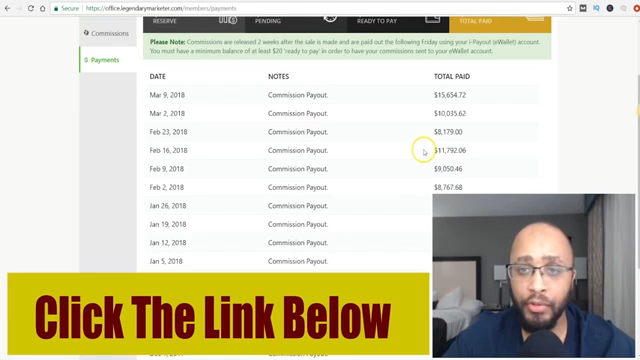 Secure | https://office.legendarymarketer.com/members/payments
RESERVE
PENDING
READY TO PAY
TOTAL PAID
Commissions
$ Payments
Please Note: Commissions are released 2 weeks after the sale is made and are paid out the following Friday using your i-Payout (eWallet) account.
You must have a minimum balance of at least $20 'ready to pay' in order to have your commissions sent to your eWallet account.
DATE NOTES TOTAL PAID
Mar 9, 2018 Commission Payout. $15,654.72
Mar 2, 2018 Commission Payout. $10,035.62
Feb 23, 2018 Commission Payout. $8,179.00
Feb 16, 2018 Commission Payout. $11,792.06
Feb 9, 2018 Commission Payout. $9,050.46
Feb 2, 2018 Commission Payout. $8,767.68
Jan 26, 2018 Commission Payout.
Jan 19, 2018 Commission Payout.
Jan 12, 2018 Commission Payout.
Jan 5, 2018 Commission Payout.
Click The Link Below